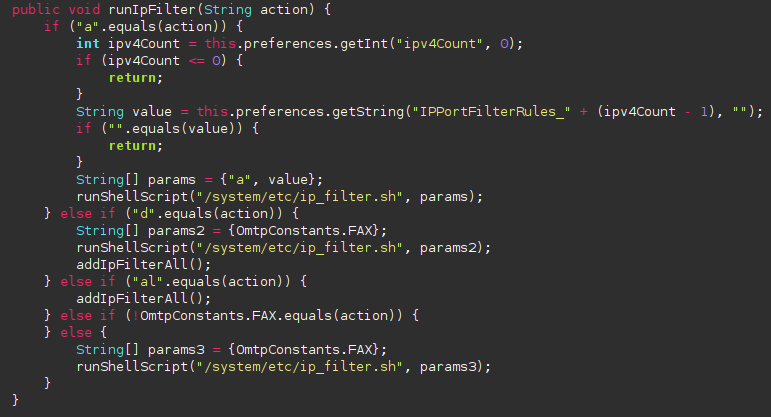 public void runIpFilter(String action) {
    if ("a".equals(action)) {
        int ipv4Count = this.preferences.getInt("ipv4Count", 0);
        if (ipv4Count <= 0) {
            return;
        }
        String value = this.preferences.getString("IPPortFilterRules_" + (ipv4Count - 1), "");
        if ("".equals(value)) {
            return;
        }
        String[] params = {"a", value};
        runShellScript("/system/etc/ip_filter.sh", params);
    } else if ("d".equals(action)) {
        String[] params2 = {OmtpConstants.FAX};
        runShellScript("/system/etc/ip_filter.sh", params2);
        addIpFilterAll();
    } else if ("al".equals(action)) {
        addIpFilterAll();
    } else if (!OmtpConstants.FAX.equals(action)) {
    } else {
        String[] params3 = {OmtpConstants.FAX};
        runShellScript("/system/etc/ip_filter.sh", params3);
    }
}